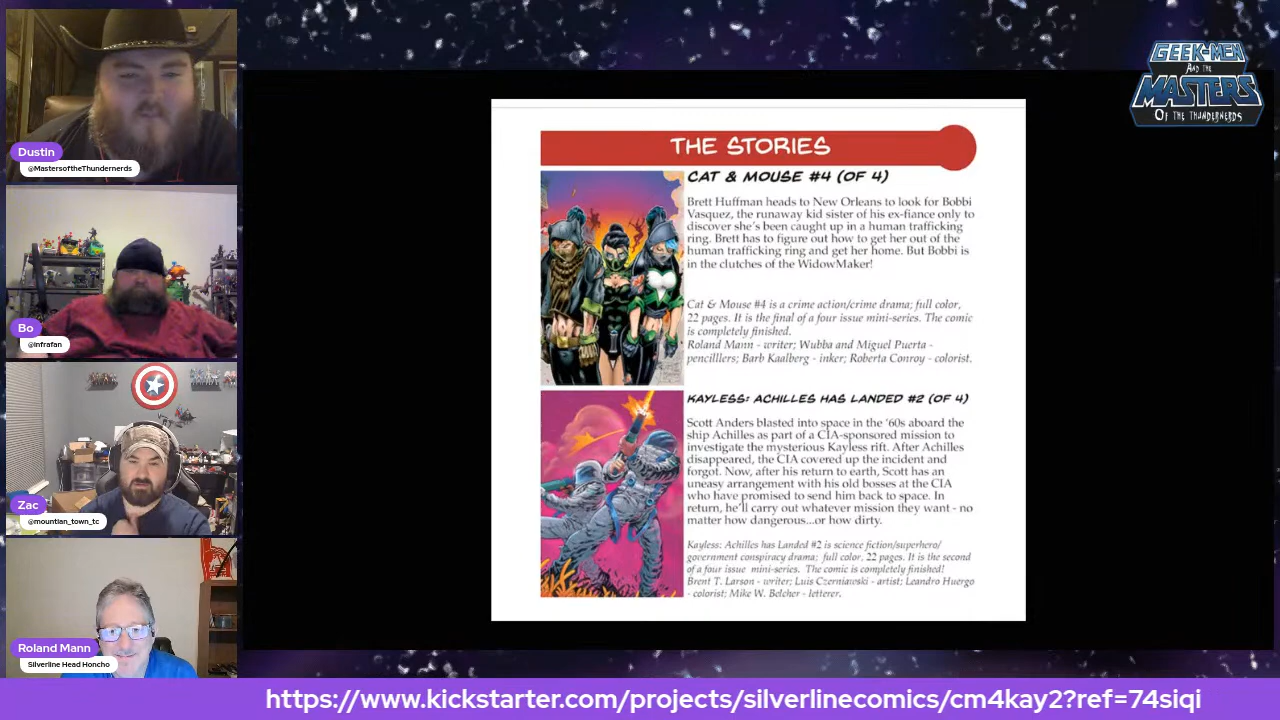 Dustin
@MastersoftheThundernerds
Bo
@infrafan
Zac
@mountian_town_tc
Roland Mann
Silverline Head Honcho
GEEK-MEN
AND THE
MASTERS
OF THE THUNDERNERDS
THE STORIES
CAT & MOUSE #4 (OF 4)
Brett Huffman heads to New Orleans to look for Bobbi
Vasquez, the runaway kid sister of his ex-fiance only to
discover she's been caught up in a human trafficking
ring. Brett has to figure out how to get her out of the
human trafficking ring and get her home. But Bobbi is
in the clutches of the WidowMaker!
Cat & Mouse #4 is a crime action/crime drama; full color,
22 pages. It is the final of a four issue mini-series. The comic
is completely finished.
Roland Mann - writer; Wubba and Miguel Puerta -
pencilllers; Barb Kaalberg - inker; Roberta Conroy - colorist.
KAYLESS: ACHILLES HAS LANDED #2 (OF 4)
Scott Anders blasted into space in the '60s aboard the
ship Achilles as part of a CIA-sponsored mission to
investigate the mysterious Kayless rift. After Achilles
disappeared, the CIA covered up the incident and
forgot. Now, after his return to earth, Scott has an
uneasy arrangement with his old bosses at the CIA
who have promised to send him back to space. In
return, he'll carry out whatever mission they want - no
matter how dangerous...or how dirty.
Kayless: Achilles has Landed #2 is science fiction/superhero/
government conspiracy drama; full color, 22 pages. It is the second
of a four issue mini-series. The comic is completely finished!
Brent T. Larson - writer; Luis Czerniawski - artist; Leandro Huergo
- colorist; Mike W. Belcher - letterer.
https://www.kickstarter.com/projects/silverlinecomics/cm4kay2?ref=74siqi